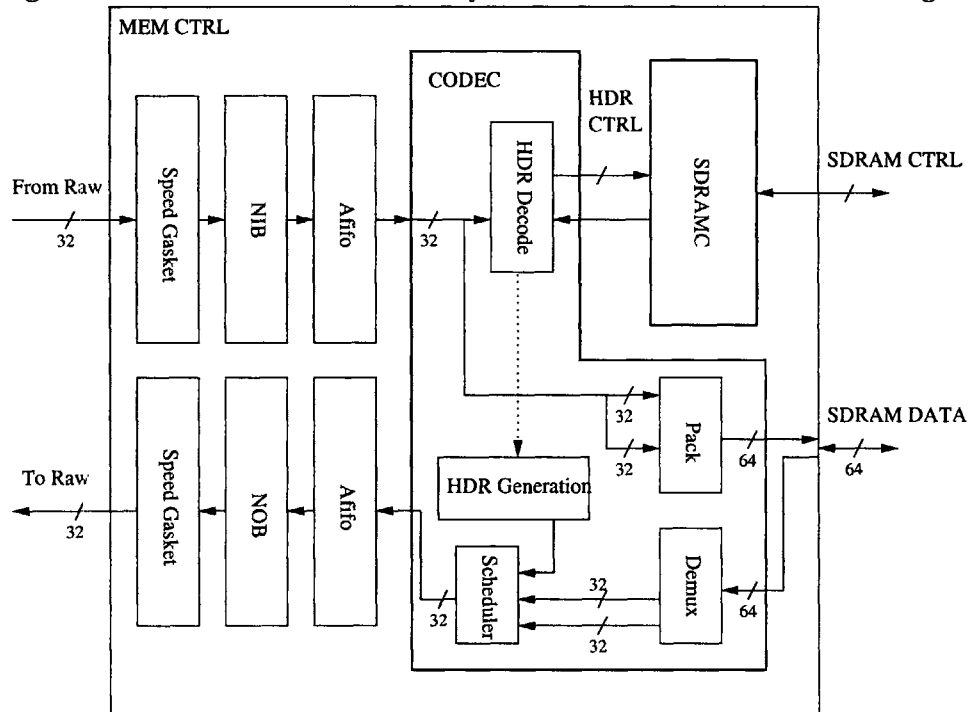 MEM CTRL
CODEC
HDR
CTRL
HDR Decode
SDRAMC
SDRAM CTRL
From Raw
32
Speed Gasket
NIB
Afifo
32
32
32
Pack
64
SDRAM DATA
64
To Raw
32
Speed Gasket
NOB
Afifo
HDR Generation
32
Scheduler
32
32
Demux
64